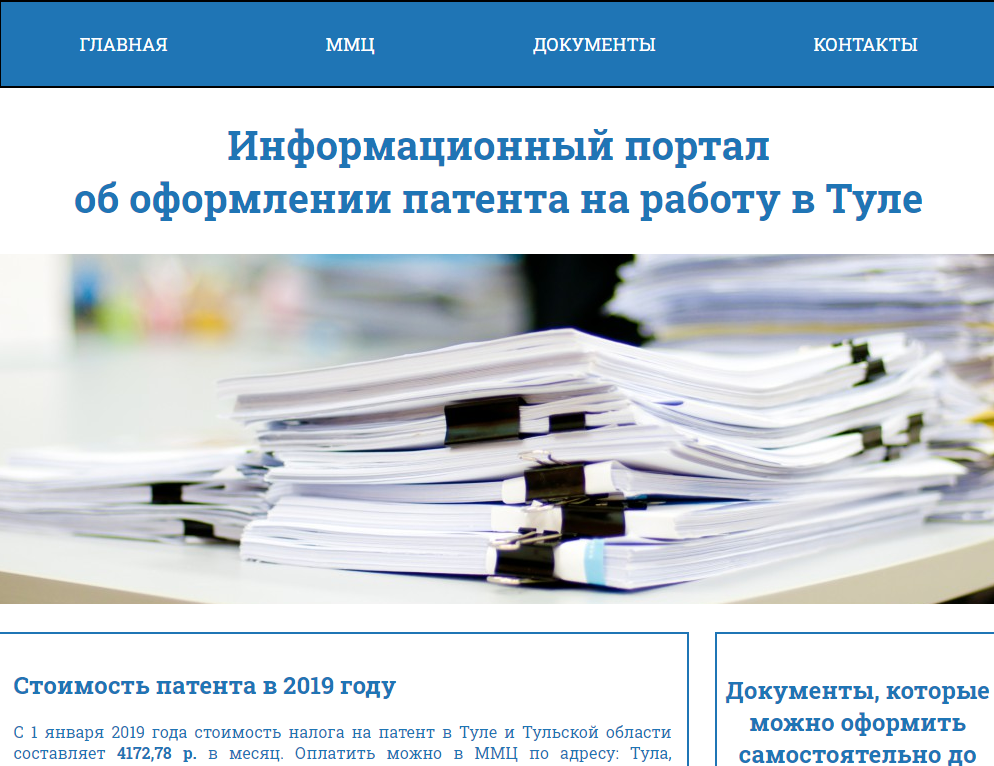 ГЛАВНАЯ ММЦ ДОКУМЕНТЫ КОНТАКТЫ
Информационный портал
об оформлении патента на работу в Туле
Стоимость патента в 2019 году
С 1 января 2019 года стоимость налога на патент в Туле и Тульской области
составляет 4172,78 р. в месяц. Оплатить можно в ММЦ по адресу: Тула,
Документы, которые
можно оформить
самостоятельно до